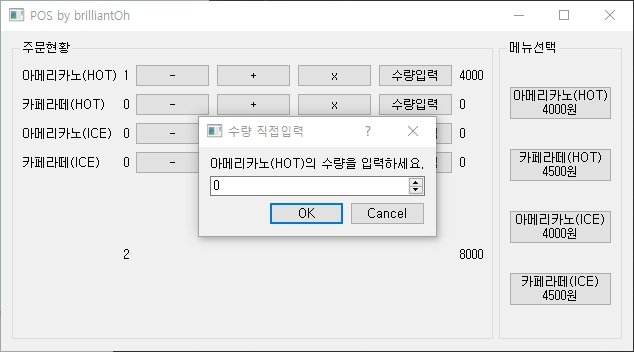 POS by brilliantOh
주문현황
메뉴선택
아메리카노(HOT) 1 - + x 수량입력 4000
카페라떼(HOT) 0 - + x 수량입력 0
아메리카노(ICE) 0 - 0
카페라떼(ICE) 0 - 0
2 8000
수량 직접입력 ?
아메리카노(HOT)의 수량을 입력하세요.
0
OK Cancel
아메리카노(HOT)
4000원
카페라떼(HOT)
4500원
아메리카노(ICE)
4000원
카페라떼(ICE)
4500원